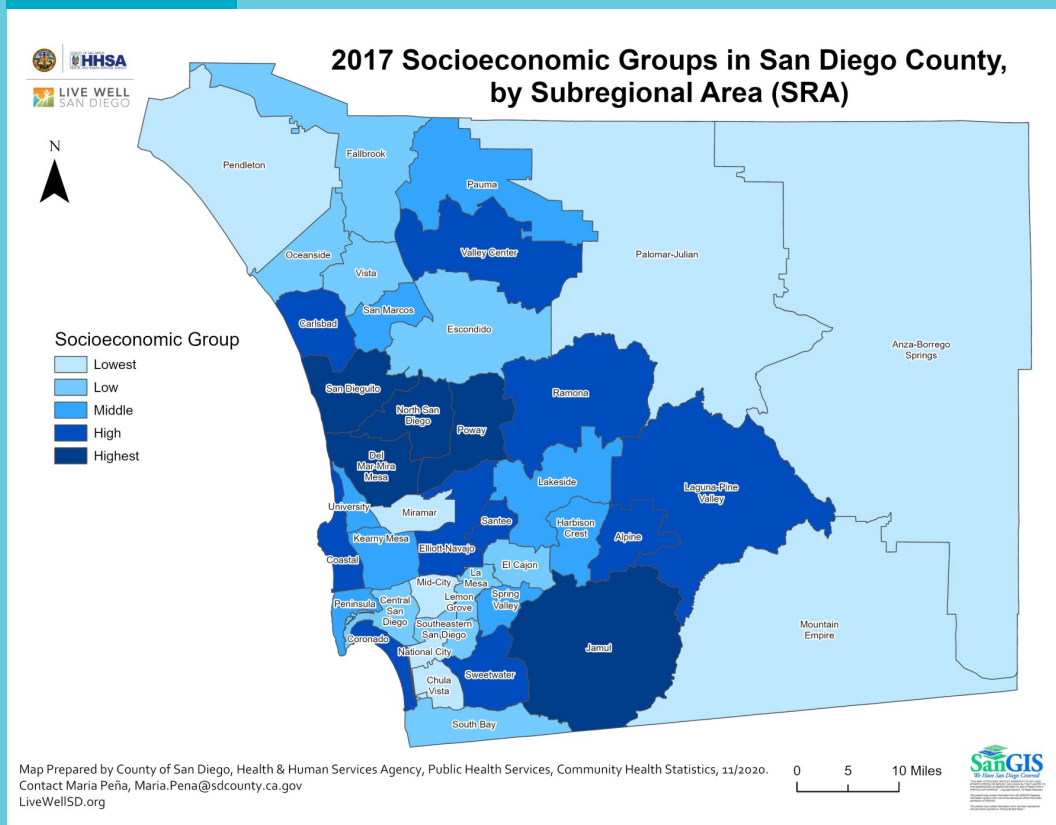 HHSA
LIVE WELL
SAN DIEGO
2017 Socioeconomic Groups in San Diego County,
by Subregional Area (SRA)
N
Pendleton
Fallbrook
Pauma
Oceanside
Vista
Valley Center
Palomar-Julian
Carlsbad
San Marcos
Escondido
Anza-Borrego
Springs
Socioeconomic Group
Lowest
Low
Middle
High
Highest
San Dieguito
North San
Diego
Poway
Ramona
Del
Mar-Mira
Mesa
Lakeside
Laguna-Pine
Valley
University
Miramar
Santee
Harbison
Crest
Kearny Mesa
Elliott-Navajo
Alpine
Coastal
El Cajon
La
Mesa
Mid-City
Lemon
Grove
Spring
Valley
Peninsula
Central
San
Diego
Southeastern
San Diego
Mountain
Empire
Coronado
National City
Jamul
Chula
Vista
Sweetwater
South Bay
Map Prepared by County of San Diego, Health & Human Services Agency, Public Health Services, Community Health Statistics, 11/2020.
Contact Maria Peña, Maria.Pena@sdcounty.ca.gov
LiveWellSD.org
0 5 10 Miles
SanGIS
We Have San Diego Covered!